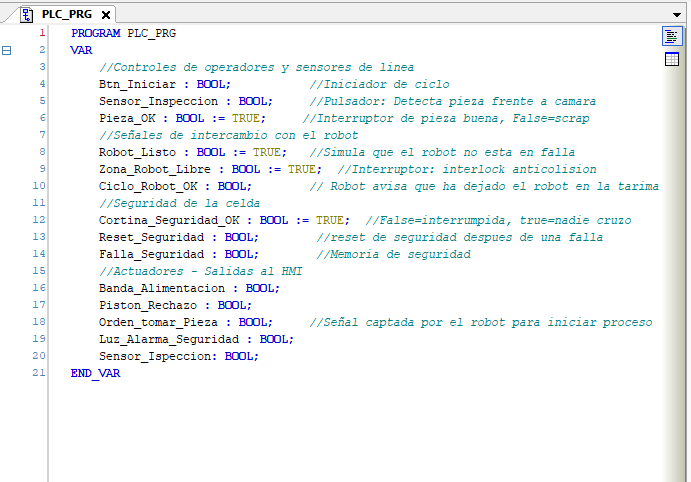 PLC_PRG
1 PROGRAM PLC_PRG
2 VAR
3 //Controles de operadores y sensores de linea
4 Btn_Iniciar : BOOL; //Iniciador de ciclo
5 Sensor_Inspeccion : BOOL; //Pulsador: Detecta pieza frente a camara
6 Pieza_OK : BOOL := TRUE; //Interruptor de pieza buena, False=scrap
7 //Señales de intercambio con el robot
8 Robot_Listo : BOOL := TRUE; //Simula que el robot no esta en falla
9 Zona_Robot_Libre : BOOL := TRUE; //Interruptor: interlock anticolision
10 Ciclo_Robot_OK : BOOL; // Robot avisa que ha dejado el robot en la tarima
11 //Seguridad de la celda
12 Cortina_Seguridad_OK : BOOL := TRUE; //False=interrumpida, true=nadie cruzo
13 Reset_Seguridad : BOOL; //reset de seguridad despues de una falla
14 Falla_Seguridad : BOOL; //Memoria de seguridad
15 //Actuadores - Salidas al HMI
16 Banda_Alimentacion : BOOL;
17 Piston_Rechazo : BOOL;
18 Orden_tomar_Pieza : BOOL; //Señal captada por el robot para iniciar proceso
19 Luz_Alarma_Seguridad : BOOL;
20 Sensor_Ispeccion: BOOL;
21 END_VAR